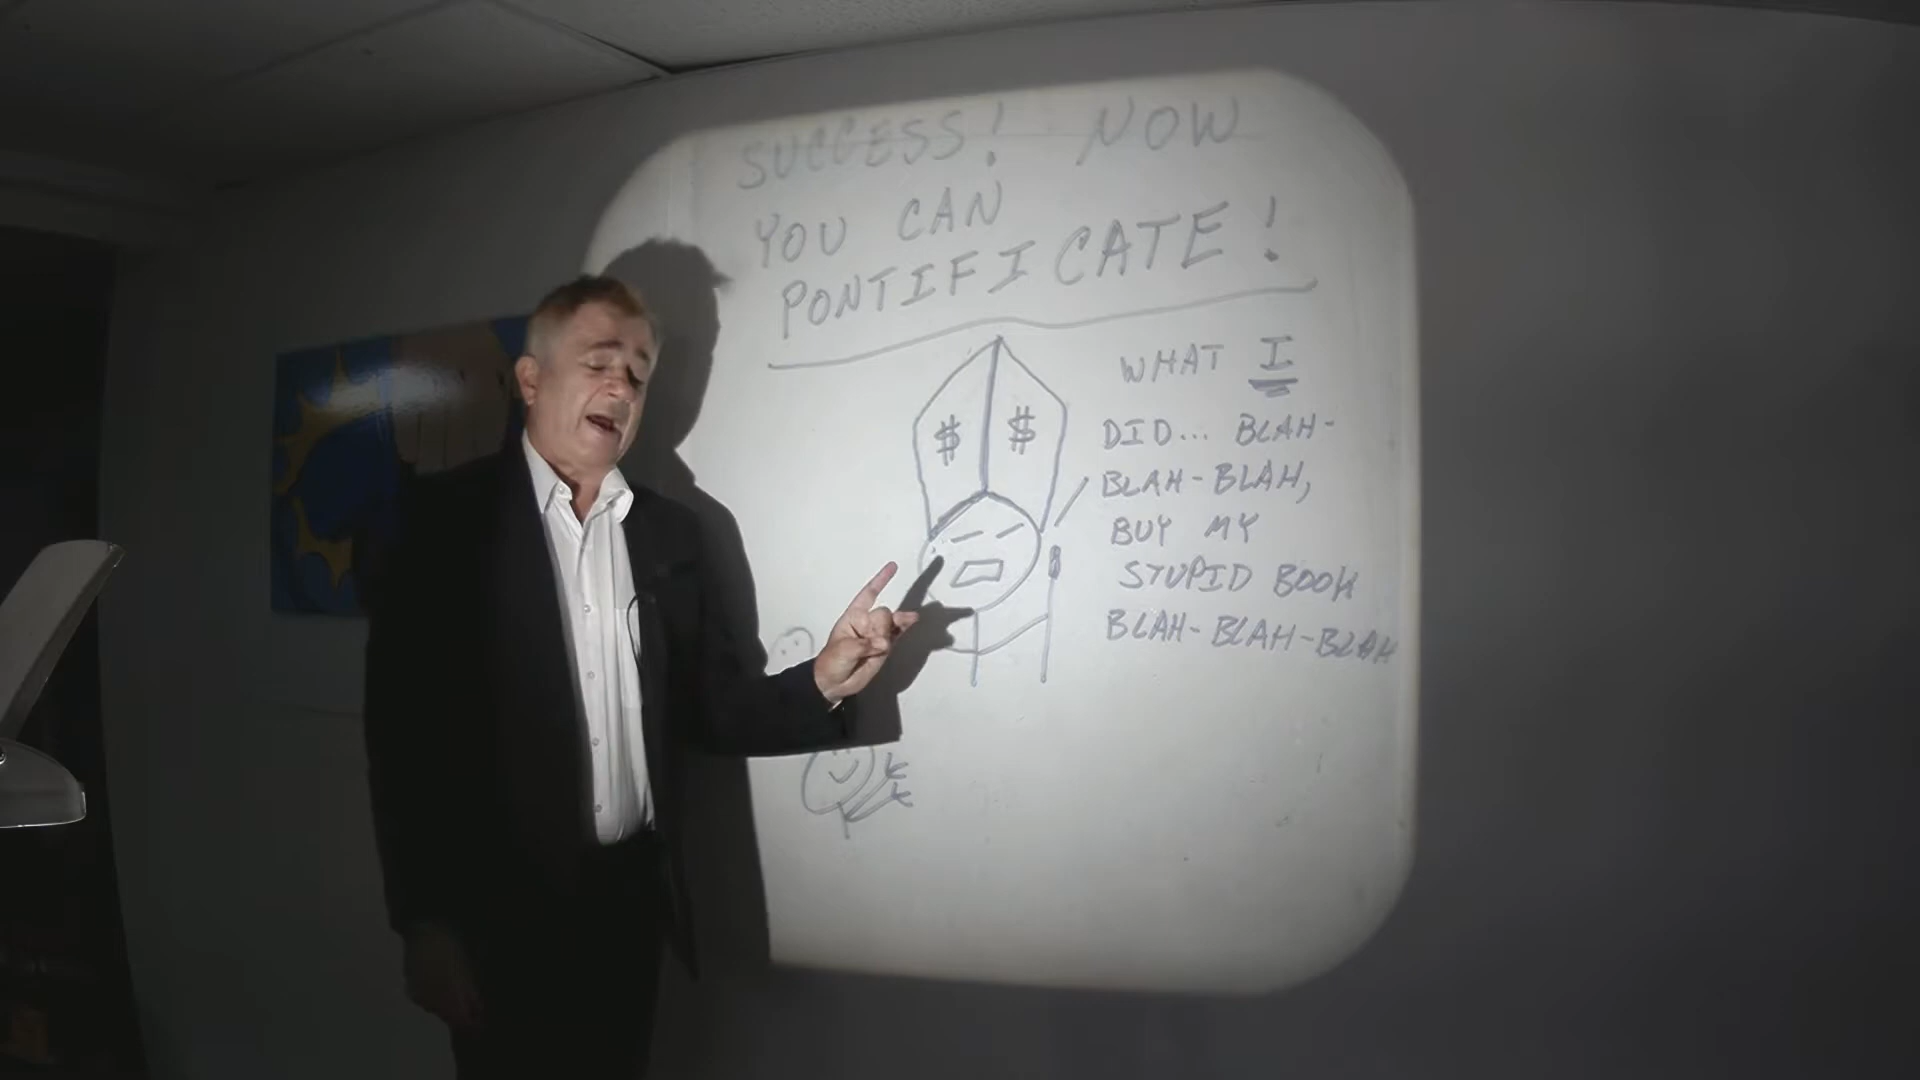 SUCCESS! NOW
YOU CAN
PONTIFICATE!
$ $
WHAT I
DID... BLAH-
BLAH-BLAH,
BUY MY
STUPID BOOK
BLAH-BLAH-BLAH